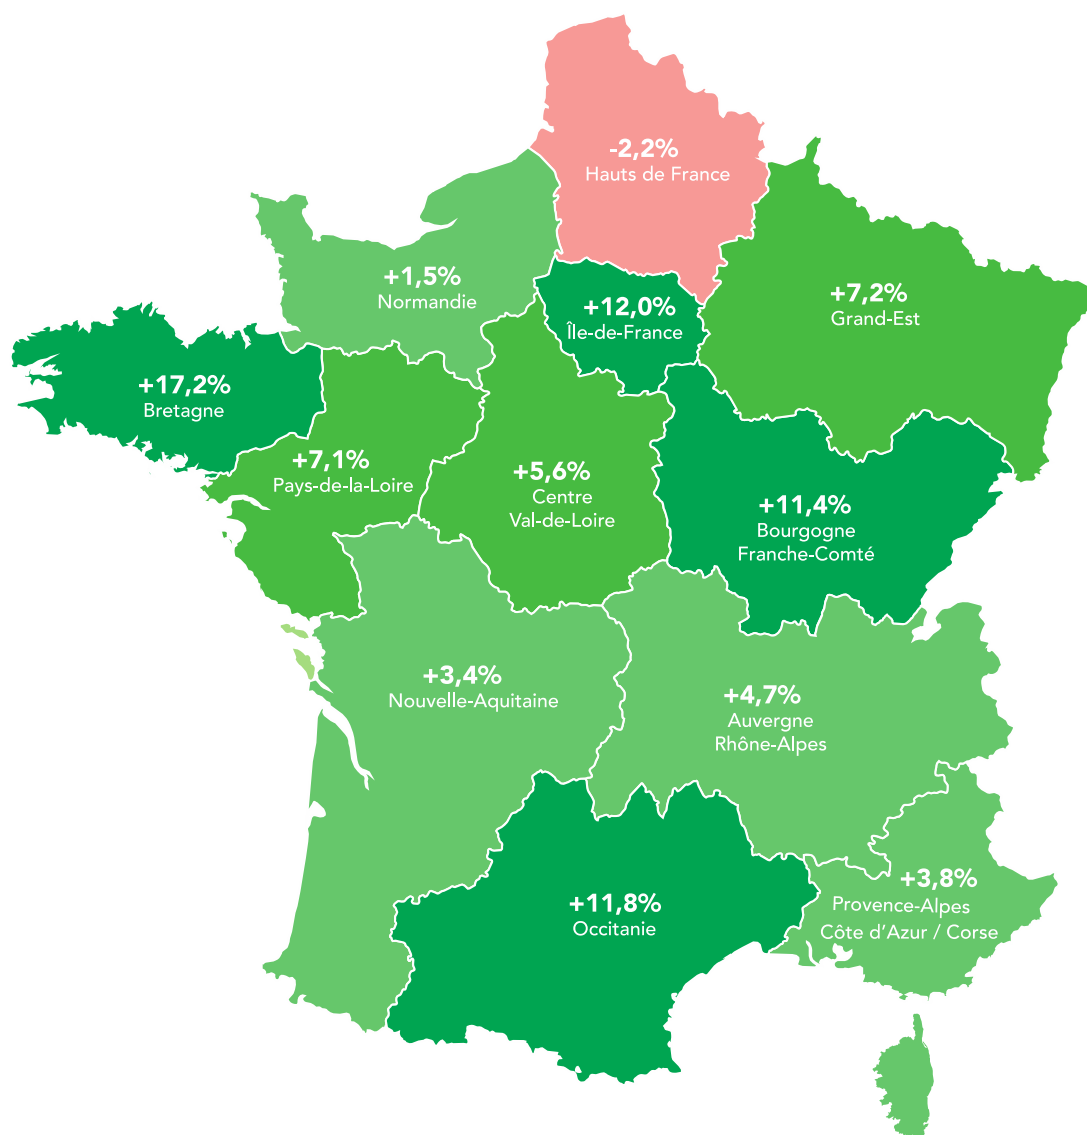 -2,2%
Hauts de France
+1,5%
Normandie
+12,0%
Île-de-France
+7,2%
Grand-Est
+17,2%
Bretagne
+7,1%
Pays-de-la-Loire
+5,6%
Centre
Val-de-Loire
+11,4%
Bourgogne
Franche-Comté
+3,4%
Nouvelle-Aquitaine
+4,7%
Auvergne
Rhône-Alpes
+3,8%
Provence-Alpes
Côte d'Azur / Corse
+11,8%
Occitanie